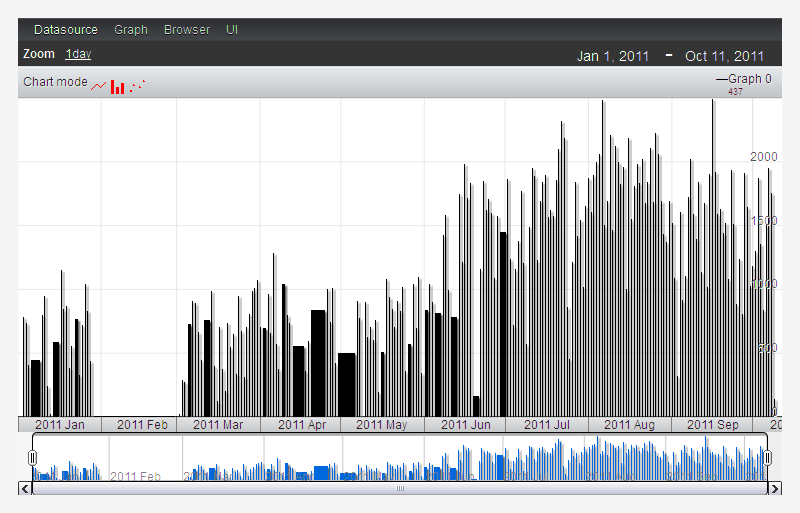 Datasource Graph Browser UI
Zoom 1day Jan 1, 2011 – Oct 11, 2011
Chart mode —Graph 0
437
2000
1500
1000
500
0
2011 Jan 2011 Feb 2011 Mar 2011 Apr 2011 May 2011 Jun 2011 Jul 2011 Aug 2011 Sep 20
2011 Feb